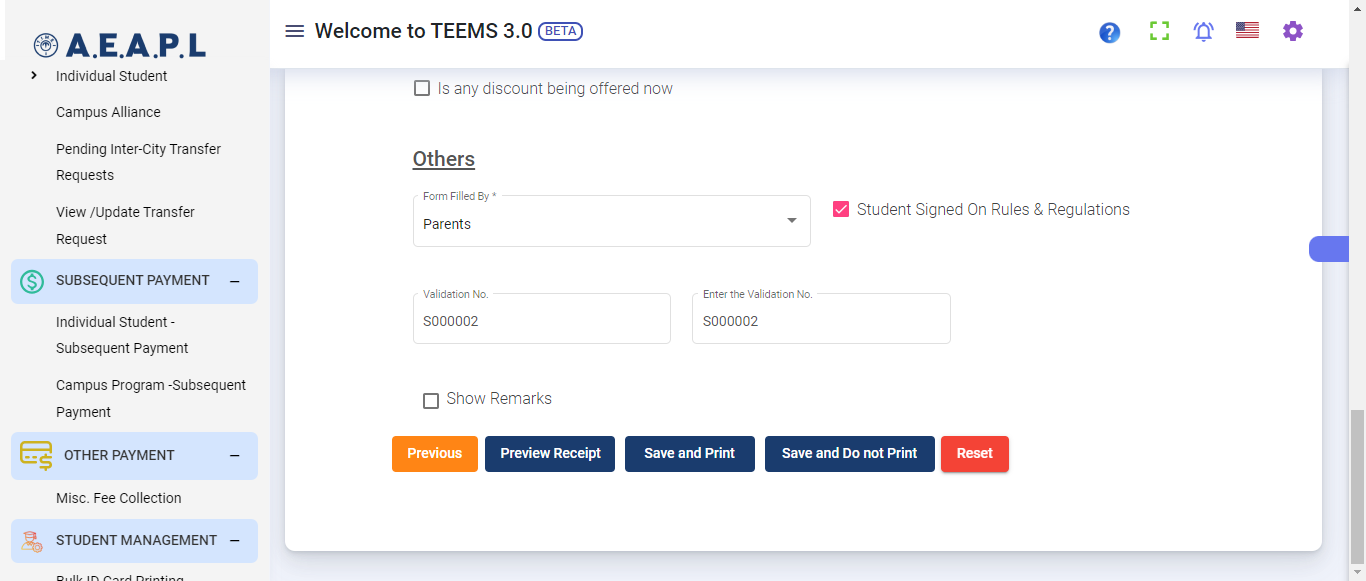 A.E.A.P.L
Individual Student
Campus Alliance
Pending Inter-City Transfer
Requests
View /Update Transfer
Request
SUBSEQUENT PAYMENT
Individual Student -
Subsequent Payment
Campus Program -Subsequent
Payment
OTHER PAYMENT
Misc. Fee Collection
STUDENT MANAGEMENT
Bulk ID Card Printing
Welcome to TEEMS 3.0 BETA
Is any discount being offered now
Others
Form Filled By *
Parents
Student Signed On Rules & Regulations
Validation No.
S000002
Enter the Validation No.
S000002
Show Remarks
Previous
Preview Receipt
Save and Print
Save and Do not Print
Reset